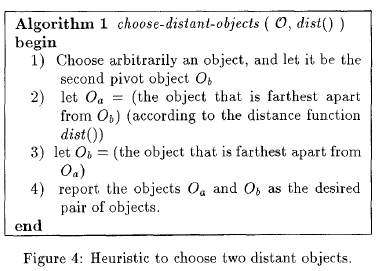 Algorithm 1 choose-distant-objects ( O, dist() )
begin
1) Choose arbitrarily an object, and let it be the
second pivot object O_b
2) let O_a = (the object that is farthest apart
from O_b) (according to the distance function
dist())
3) let O_b = (the object that is farthest apart from
O_a)
4) report the objects O_a and O_b as the desired
pair of objects.
end
Figure 4: Heuristic to choose two distant objects.